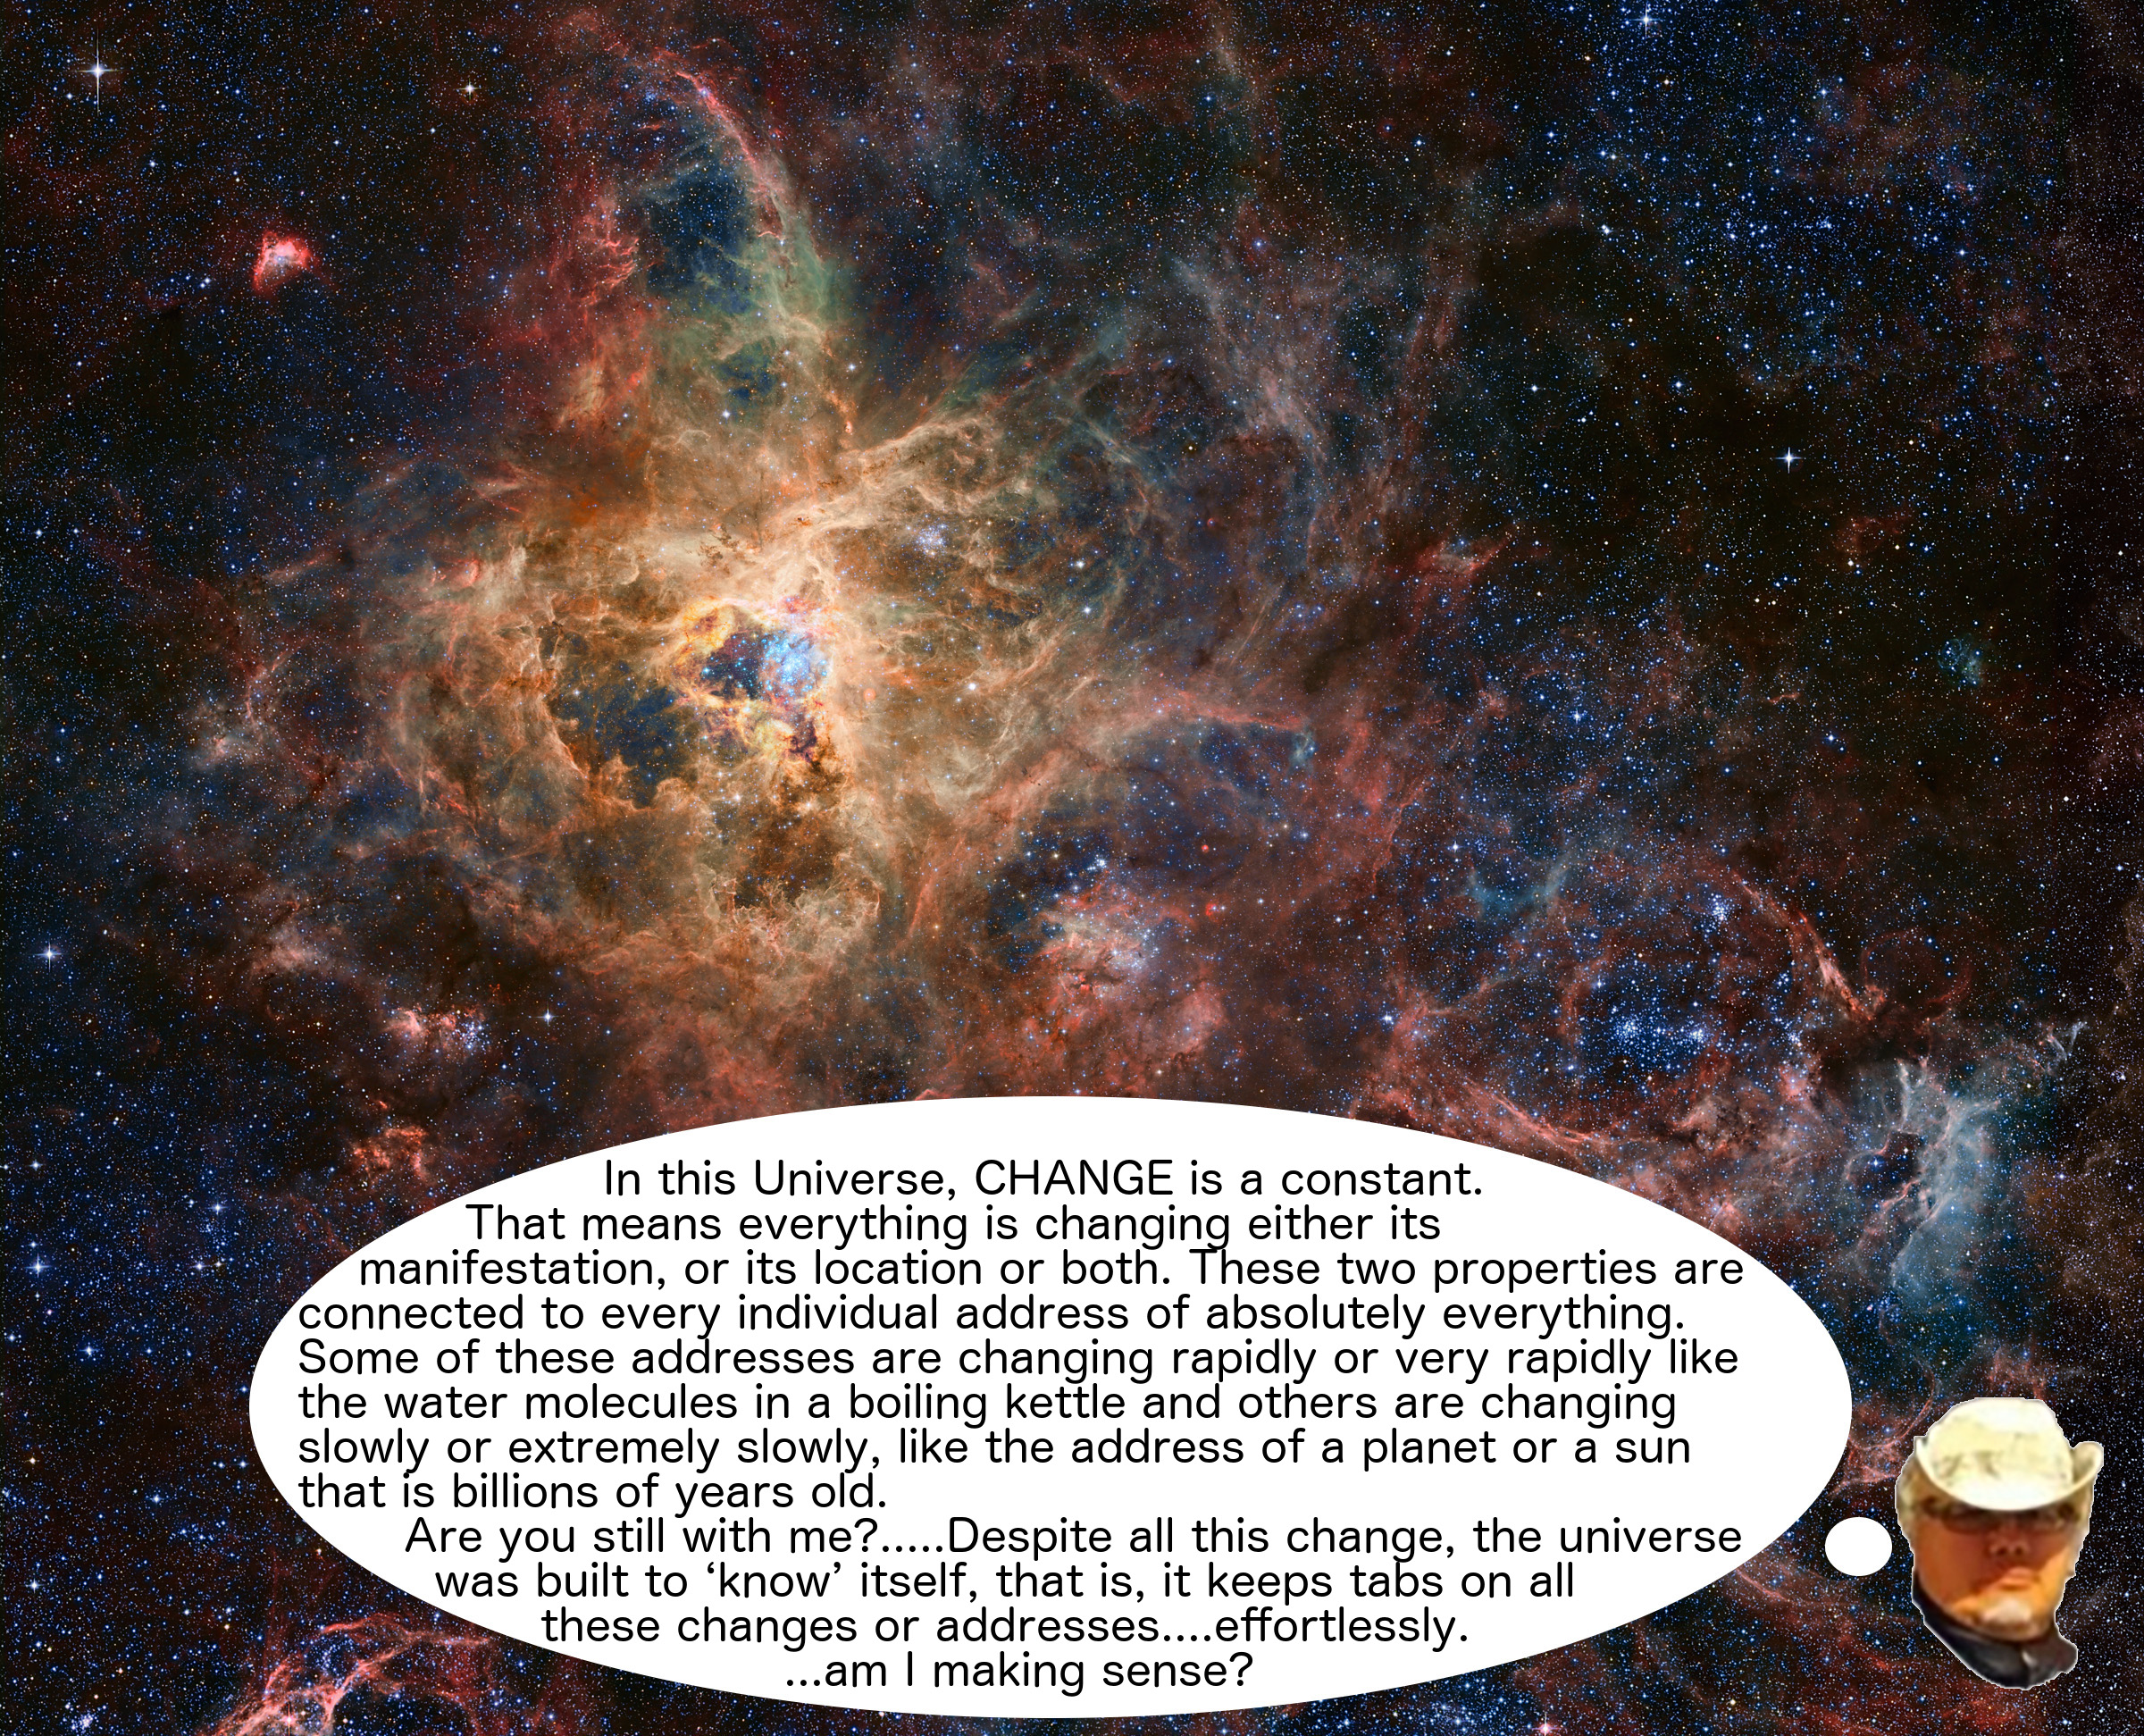 In this Universe, CHANGE is a constant.
That means everything is changing either its
manifestation, or its location or both. These two properties are
connected to every individual address of absolutely everything.
Some of these addresses are changing rapidly or very rapidly like
the water molecules in a boiling kettle and others are changing
slowly or extremely slowly, like the address of a planet or a sun
that is billions of years old.
Are you still with me?.....Despite all this change, the universe
was built to ‘know’ itself, that is, it keeps tabs on all
these changes or addresses....effortlessly.
...am I making sense?